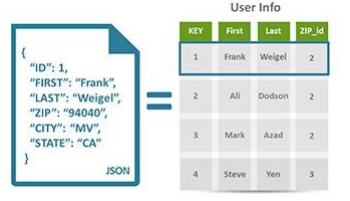 User Info
{
"ID": 1,
"FIRST": "Frank",
"LAST": "Weigel",
"ZIP": "94040",
"CITY": "MV",
"STATE": "CA"
}
JSON
=
KEY First Last ZIP_id
1 Frank Weigel 2
2 Ali Dodson 2
3 Mark Azad 2
4 Steve Yen 3